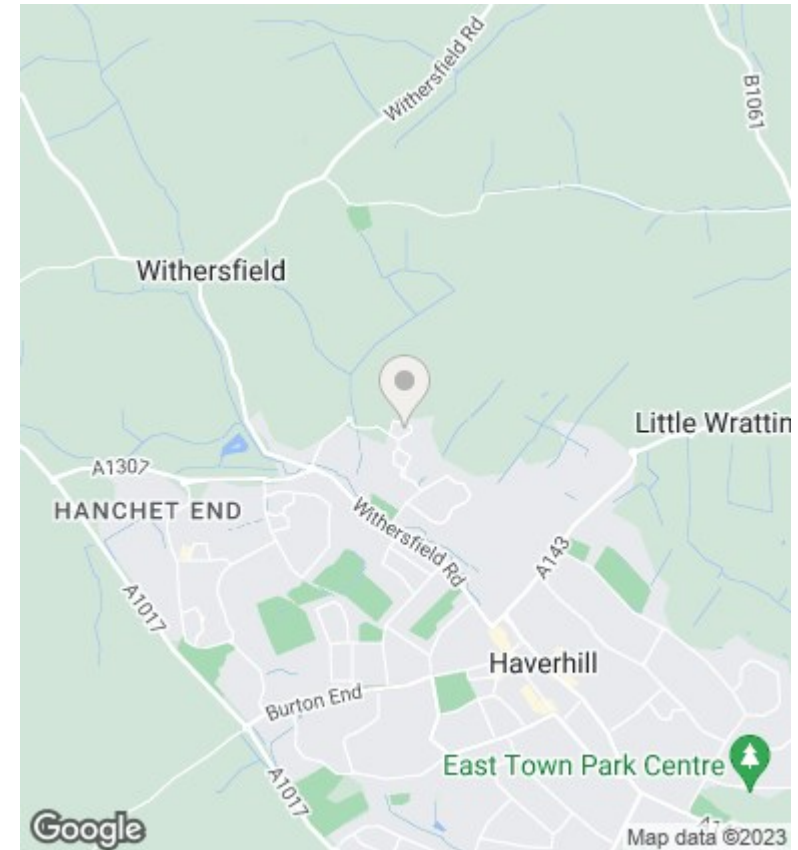 Withersfield Rd
B1061
Withersfield
Little Wrattin
A1307
HANCHET END
Withersfield Rd
A143
A1017
Haverhill
Burton End
East Town Park Centre
A1017
Google
Map data ©2023